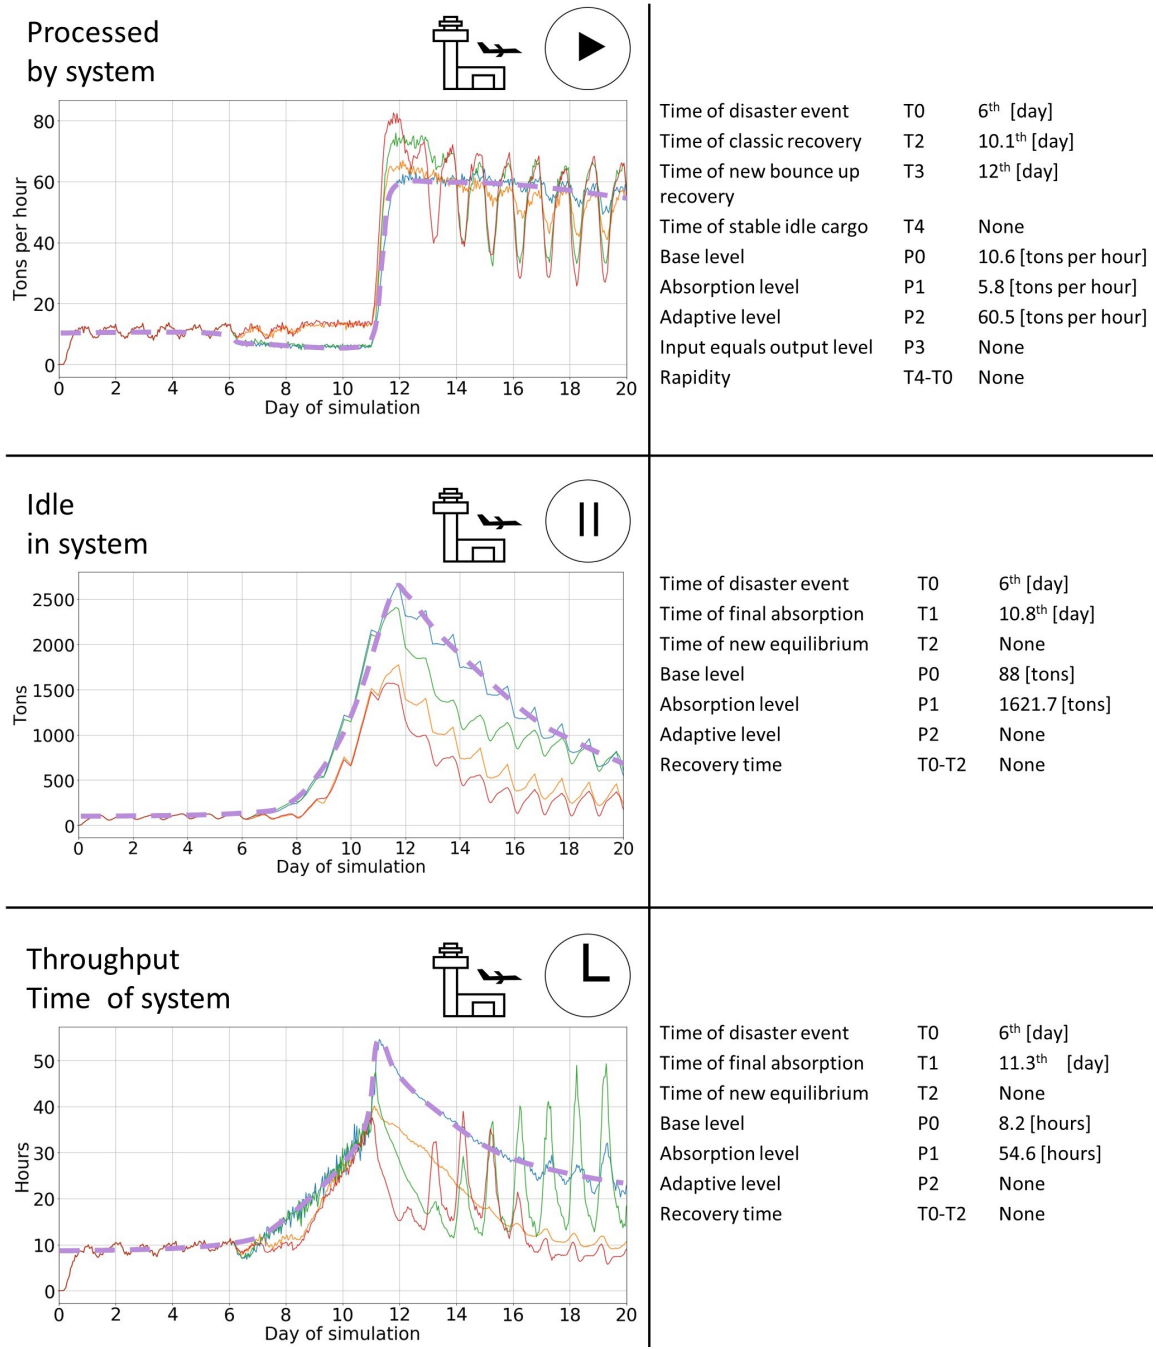 Processed
by system
80
60
40
20
0
Tons per hour
0 2 4 6 8 10 12 14 16 18 20
Day of simulation
Time of disaster event T0 6th [day]
Time of classic recovery T2 10.1th [day]
Time of new bounce up T3 12th [day]
recovery
Time of stable idle cargo T4 None
Base level P0 10.6 [tons per hour]
Absorption level P1 5.8 [tons per hour]
Adaptive level P2 60.5 [tons per hour]
Input equals output level P3 None
Rapidity T4-T0 None
Idle
in system
2500
2000
1500
1000
500
0
Tons
0 2 4 6 8 10 12 14 16 18 20
Day of simulation
Time of disaster event T0 6th [day]
Time of final absorption T1 10.8th [day]
Time of new equilibrium T2 None
Base level P0 88 [tons]
Absorption level P1 1621.7 [tons]
Adaptive level P2 None
Recovery time T0-T2 None
Throughput
Time of system
50
40
30
20
10
0
Hours
0 2 4 6 8 10 12 14 16 18 20
Day of simulation
Time of disaster event T0 6th [day]
Time of final absorption T1 11.3th [day]
Time of new equilibrium T2 None
Base level P0 8.2 [hours]
Absorption level P1 54.6 [hours]
Adaptive level P2 None
Recovery time T0-T2 None